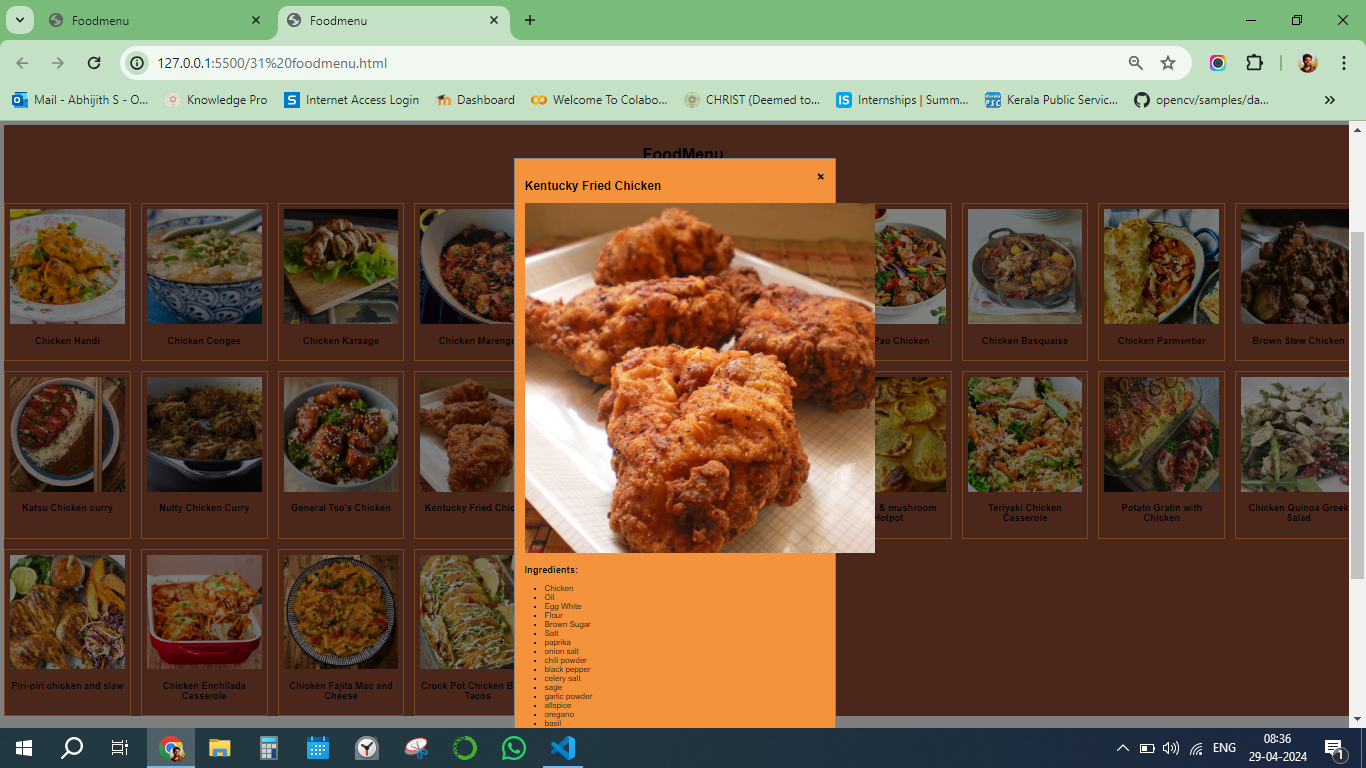 Foodmenu
Foodmenu
127.0.0.1:5500/31%20foodmenu.html
Mail - Abhijith S - O...
Knowledge Pro
Internet Access Login
Dashboard
Welcome To Colabo...
CHRIST (Deemed to...
Internships | Summ...
Kerala Public Servic...
opencv/samples/da...
FoodMenu
Kentucky Fried Chicken
Chicken Handi
Chicken Congee
Chicken Karaage
Chicken Marengo
Pao Chicken
Chicken Basquaise
Chicken Parmentier
Brown Stew Chicken
Katsu Chicken curry
Nutty Chicken Curry
General Tso's Chicken
Kentucky Fried Chic
& mushroom
Hotpot
Teriyaki Chicken
Casserole
Potato Gratin with
Chicken
Chicken Quinoa Greek
Salad
Piri-piri chicken and slaw
Chicken Enchilada
Casserole
Chicken Fajita Mac and
Cheese
Crock Pot Chicken B
Tacos
Ingredients:
Chicken
Oil
Egg White
Flour
Brown Sugar
Salt
paprika
onion salt
chili powder
black pepper
celery salt
sage
garlic powder
allspice
oregano
basil
ENG
08:36
29-04-2024
1